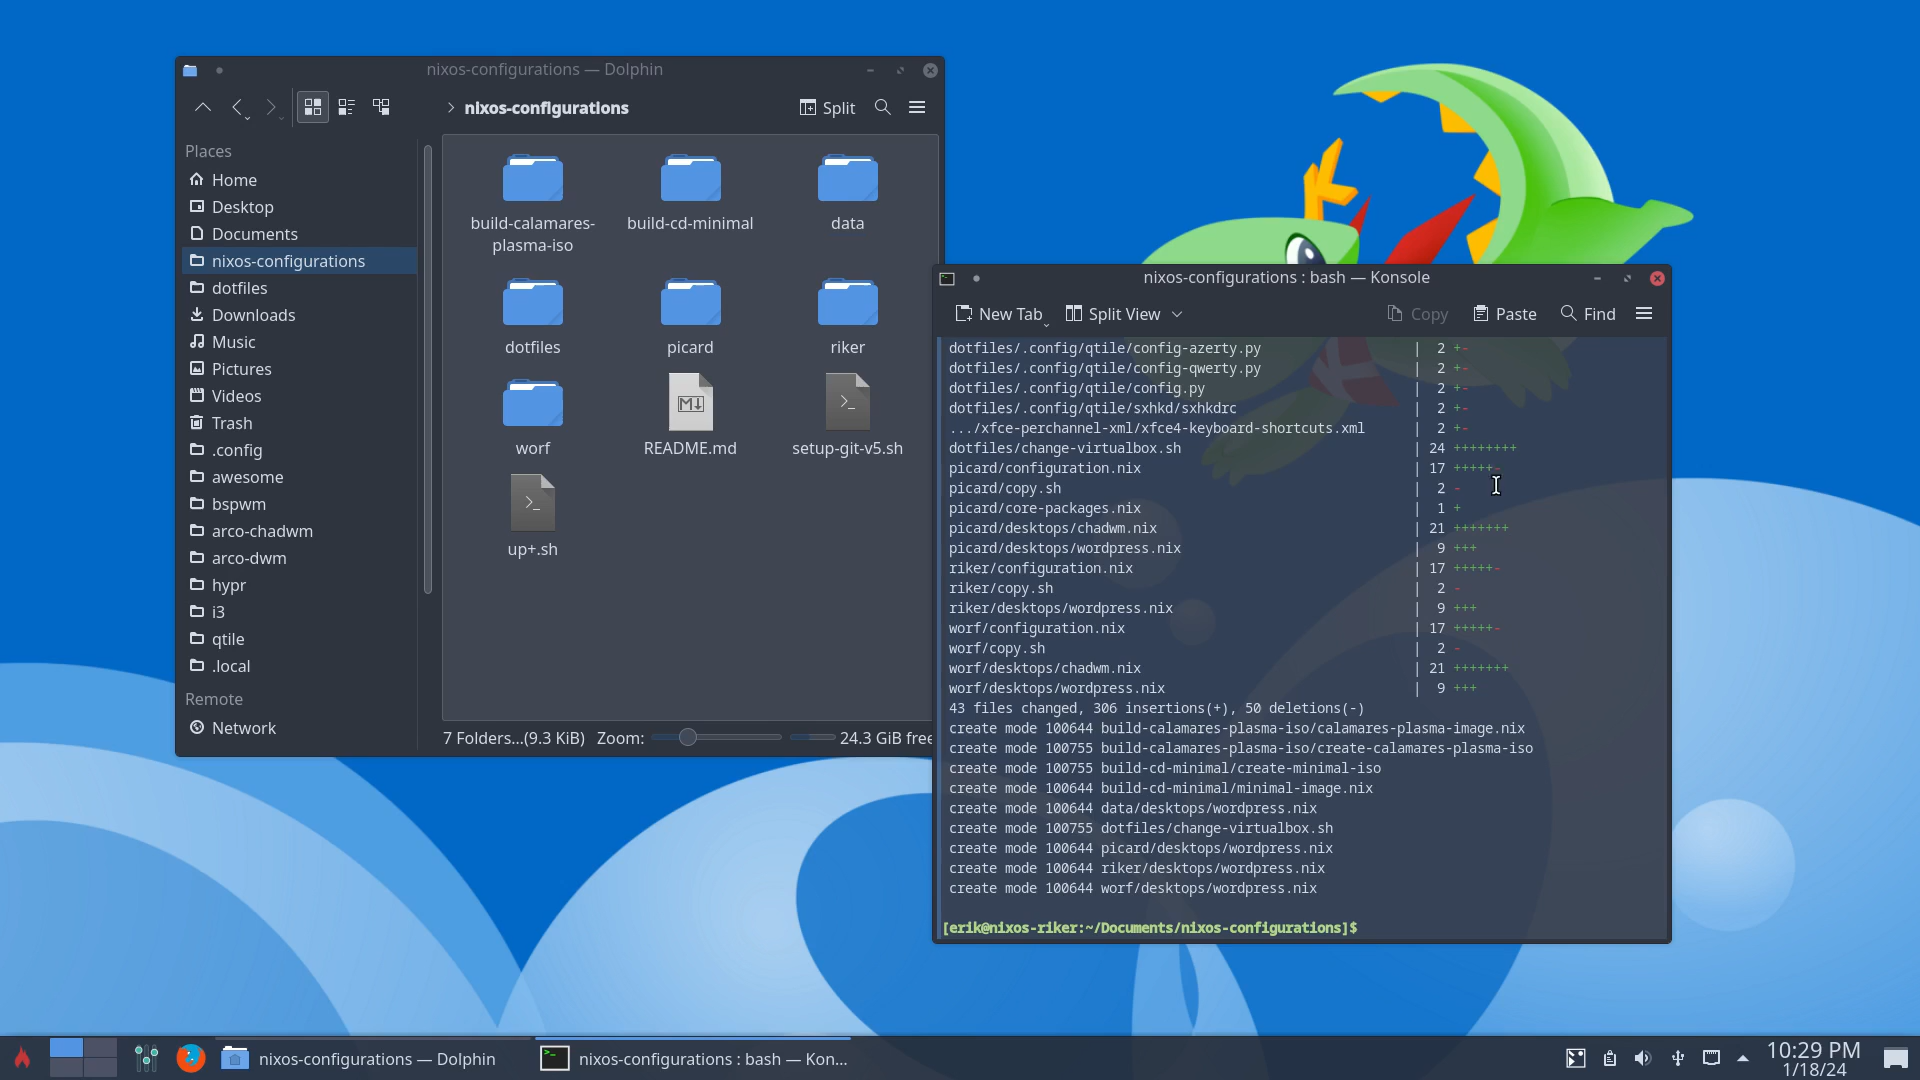 nixos-configurations — Dolphin
nixos-configurations
Split
Places
Home
Desktop
Documents
nixos-configurations
dotfiles
Downloads
Music
Pictures
Videos
Trash
.config
awesome
bspwm
arco-chadwm
arco-dwm
hypr
i3
qtile
.local
Remote
Network
build-calamares-
plasma-iso
build-cd-minimal
data
dotfiles
picard
riker
worf
README.md
setup-git-v5.sh
up+.sh
7 Folders...(9.3 KiB)
Zoom:
24.3 GiB free
nixos-configurations : bash — Konsole
New Tab
Split View
Copy
Paste
Find
dotfiles/.config/qtile/config-azerty.py | 2 +-
dotfiles/.config/qtile/config-qwerty.py | 2 +-
dotfiles/.config/qtile/config.py | 2 +-
dotfiles/.config/qtile/sxhkd/sxhkdrc | 2 +-
.../xfce-perchannel-xml/xfce4-keyboard-shortcuts.xml | 2 +-
dotfiles/change-virtualbox.sh | 24 ++++++++
picard/configuration.nix | 17 +++++-
picard/copy.sh | 2 -
picard/core-packages.nix | 1 +
picard/desktops/chadwm.nix | 21 +++++++
picard/desktops/wordpress.nix | 9 +++
riker/configuration.nix | 17 +++++-
riker/copy.sh | 2 -
riker/desktops/wordpress.nix | 9 +++
worf/configuration.nix | 17 +++++-
worf/copy.sh | 2 -
worf/desktops/chadwm.nix | 21 +++++++
worf/desktops/wordpress.nix | 9 +++
43 files changed, 306 insertions(+), 50 deletions(-)
create mode 100644 build-calamares-plasma-iso/calamares-plasma-image.nix
create mode 100755 build-calamares-plasma-iso/create-calamares-plasma-iso
create mode 100755 build-cd-minimal/create-minimal-iso
create mode 100644 build-cd-minimal/minimal-image.nix
create mode 100644 data/desktops/wordpress.nix
create mode 100755 dotfiles/change-virtualbox.sh
create mode 100644 picard/desktops/wordpress.nix
create mode 100644 riker/desktops/wordpress.nix
create mode 100644 worf/desktops/wordpress.nix
[erik@nixos-riker:~/Documents/nixos-configurations]$
nixos-configurations — Dolphin
nixos-configurations : bash — Kon...
10:29 PM
1/18/24